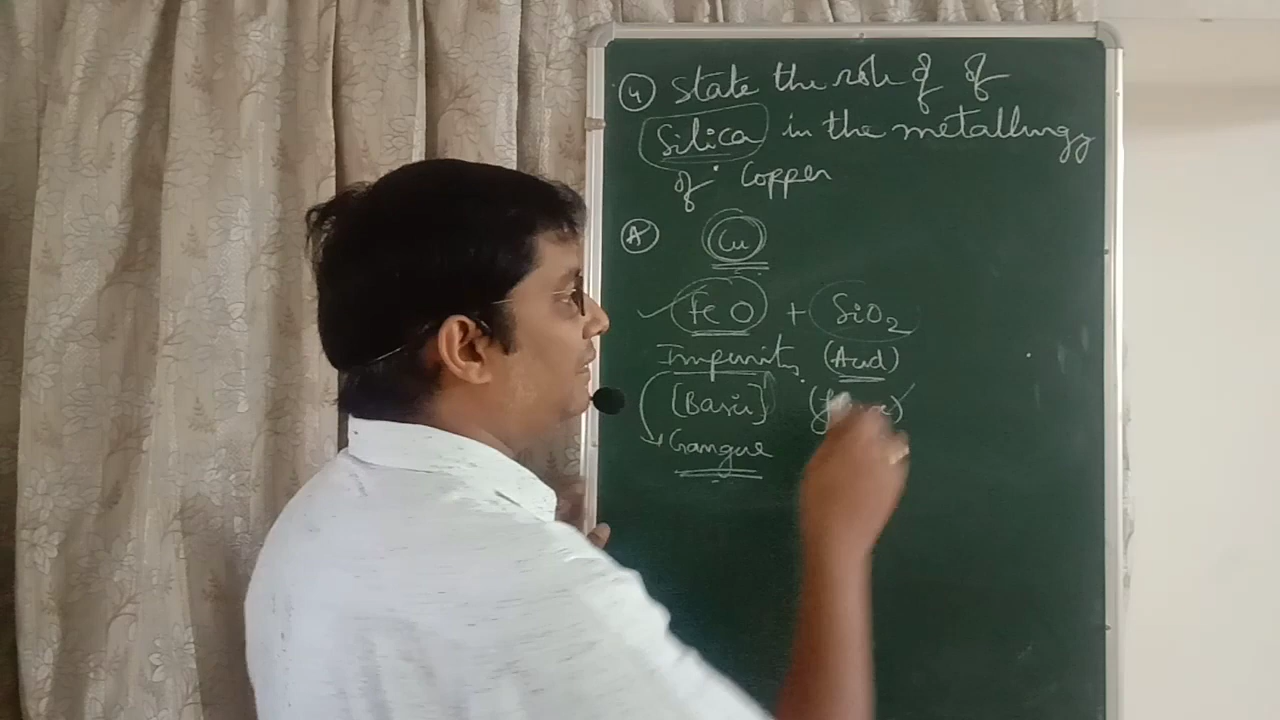 4 State the role of of
Silica in the metallurgy
of Copper
A Cu
FeO + SiO2
Impurity (Acid)
[Basic]
Gangue